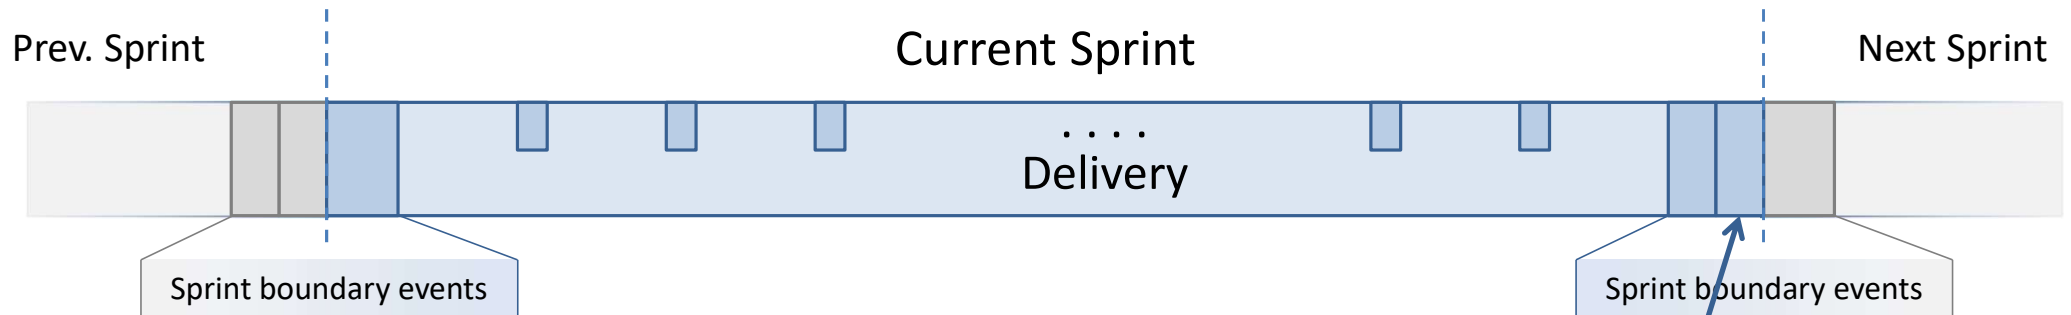 Prev. Sprint
Current Sprint
Next Sprint
. . . .
Delivery
Sprint boundary events
Sprint boundary events